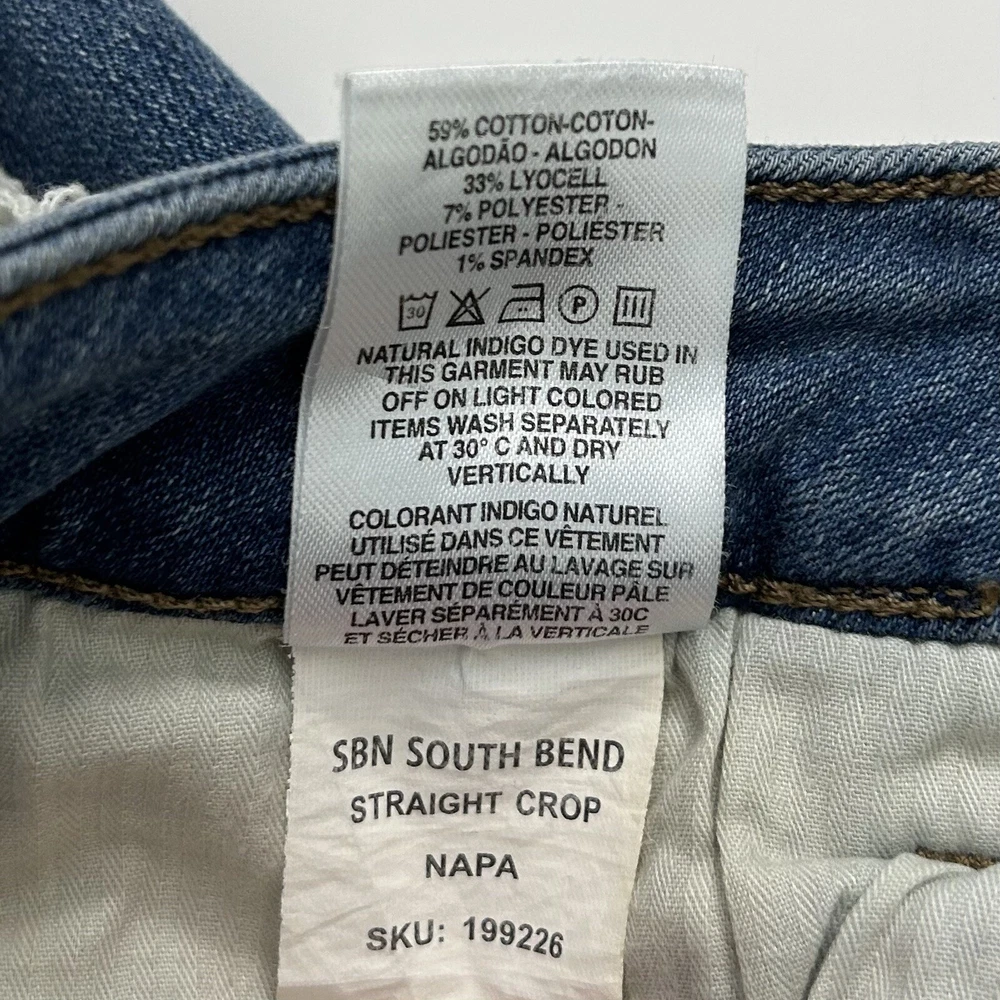 59% COTTON-COTON-
ALGODÃO - ALGODON
33% LYOCELL
7% POLYESTER -
POLIESTER - POLIESTER
1% SPANDEX
30 P
NATURAL INDIGO DYE USED IN
THIS GARMENT MAY RUB
OFF ON LIGHT COLORED
ITEMS WASH SEPARATELY
AT 30° C AND DRY
VERTICALLY
COLORANT INDIGO NATUREL
UTILISÉ DANS CE VÊTEMENT
PEUT DÉTEINDRE AU LAVAGE SUR
VÊTEMENT DE COULEUR PÂLE
LAVER SÉPARÉMENT À 30C
ET SÉCHER À LA VERTICALE
SBN SOUTH BEND
STRAIGHT CROP
NAPA
SKU: 199226